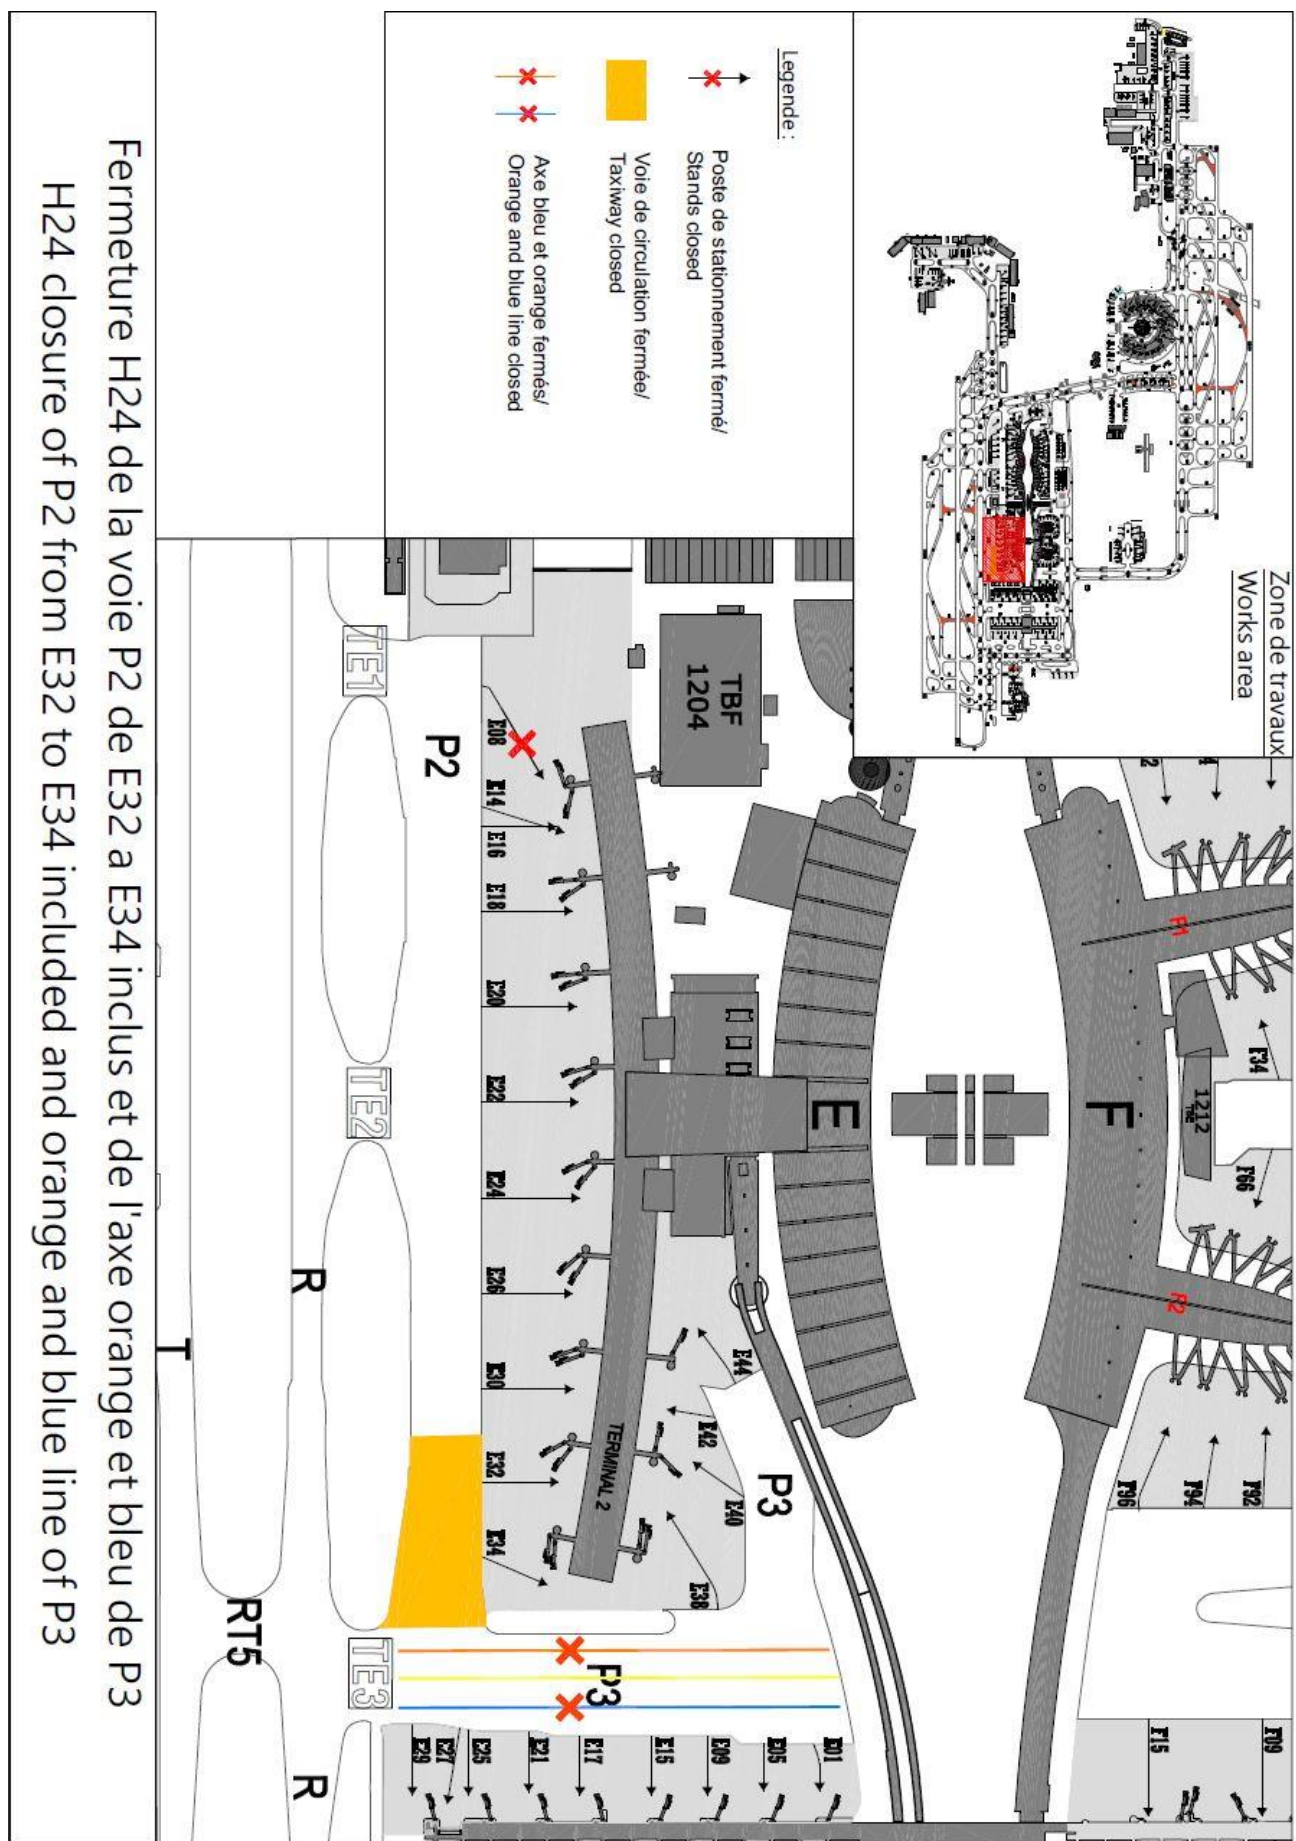 Zone de travaux
Works area
Legende :
Poste de stationnement fermé/
Stands closed
Voie de circulation fermée/
Taxiway closed
Axe bleu et orange fermés/
Orange and blue line closed
TBF
1204
TE1
P2
E08
E14
E16
E18
E20
E22
E24
E26
E30
E32
E34
E44
E42
E40
E38
TERMINAL 2
E
F
F1
F2
F34
1212
F66
F96
F94
F92
P3
P3
TE2
TE3
R
T
RT5
R
E29
E27
E25
E21
E17
E15
E09
E05
E01
F15
F09
Fermeture H24 de la voie P2 de E32 a E34 inclus et de l'axe orange et bleu de P3
H24 closure of P2 from E32 to E34 included and orange and blue line of P3